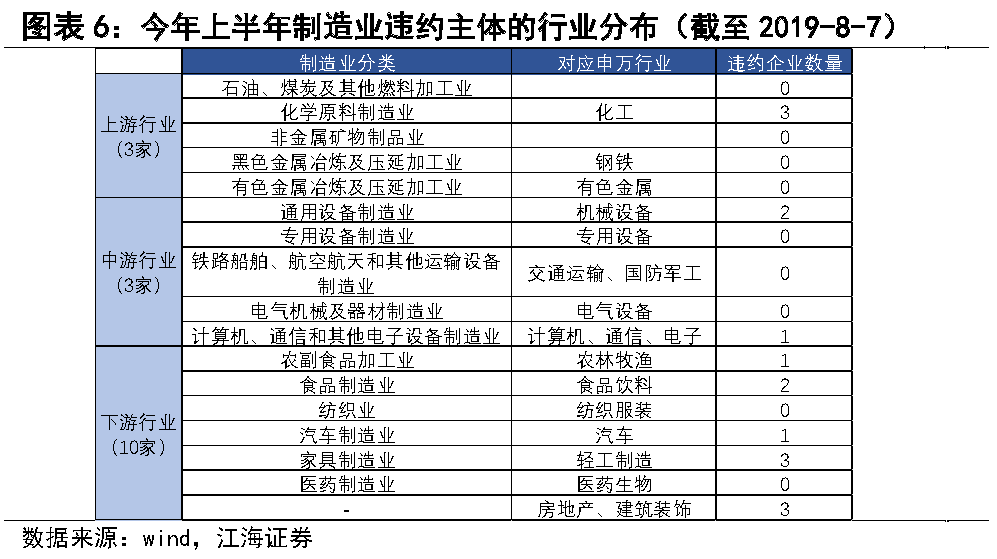 图表 6：今年上半年制造业违约主体的行业分布（截至 2019-8-7）
制造业分类 对应申万行业 违约企业数量
上游行业
（3家）
石油、煤炭及其他燃料加工业 0
化学原料制造业 化工 3
非金属矿物制品业 0
黑色金属冶炼及压延加工业 钢铁 0
有色金属冶炼及压延加工业 有色金属 0
中游行业
（3家）
通用设备制造业 机械设备 2
专用设备制造业 专用设备 0
铁路船舶、航空航天和其他运输设备
制造业 交通运输、国防军工 0
电气机械及器材制造业 电气设备 0
计算机、通信和其他电子设备制造业 计算机、通信、电子 1
下游行业
（10家）
农副食品加工业 农林牧渔 1
食品制造业 食品饮料 2
纺织业 纺织服装 0
汽车制造业 汽车 1
家具制造业 轻工制造 3
医药制造业 医药生物 0
- 房地产、建筑装饰 3
数据来源：wind，江海证券